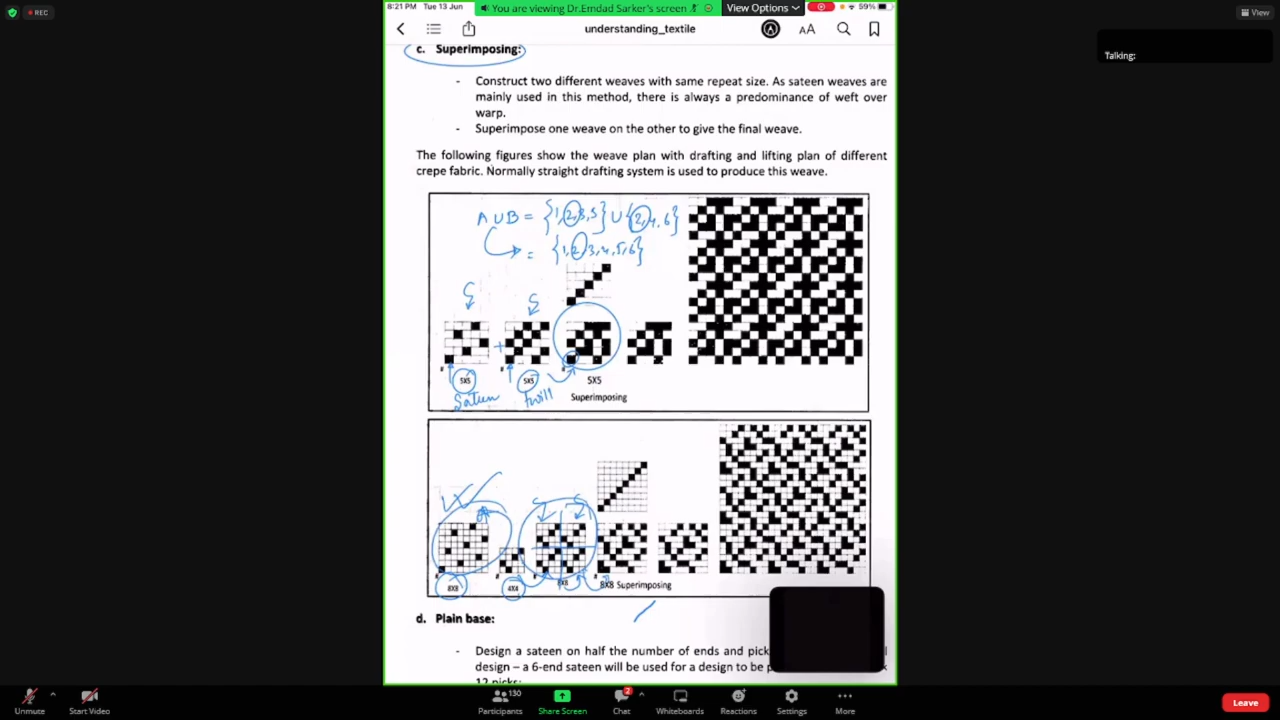 8:21 PM Tue 13 Jun
You are viewing Dr.Emdad Sarker's screen
View Options
59%
REC
View
understanding_textile
AA
Talking:
c. Superimposing:
- Construct two different weaves with same repeat size. As sateen weaves are
mainly used in this method, there is always a predominance of weft over
warp.
- Superimpose one weave on the other to give the final weave.
The following figures show the weave plan with drafting and lifting plan of different
crepe fabric. Normally straight drafting system is used to produce this weave.
A U B = {1,2,3,5} U {2,4,6}
= {1,2,3,4,5,6}
+
5X5
5X5
5X5
Sateen
Twill
Superimposing
8X8
4X4
8X8
8X8 Superimposing
d. Plain base:
- Design a sateen on half the number of ends and pick
design – a 6-end sateen will be used for a design to be p
12 picks:
Unmute
Start Video
Participants
130
Share Screen
Chat
2
Whiteboards
Reactions
Settings
More
Leave